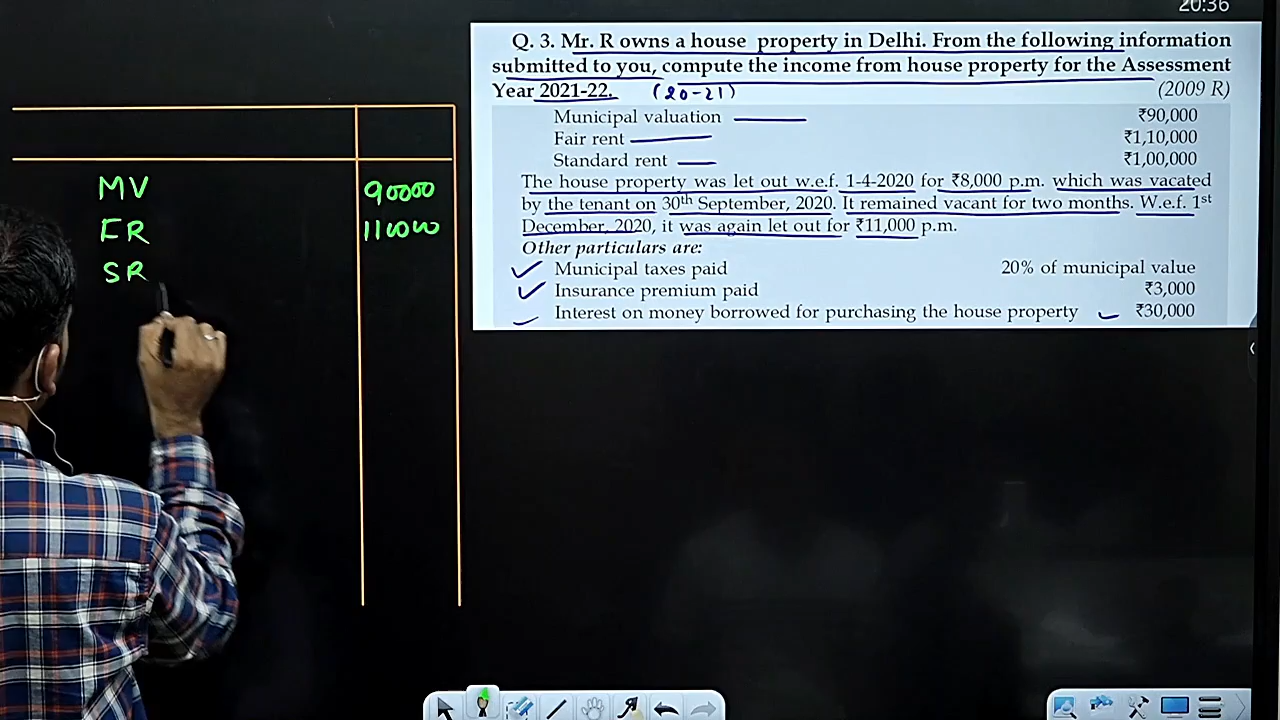 20:36
Q. 3. Mr. R owns a house property in Delhi. From the following information
submitted to you, compute the income from house property for the Assessment
Year 2021-22. (20-21) (2009 R)
Municipal valuation ₹90,000
Fair rent ₹1,10,000
Standard rent ₹1,00,000
The house property was let out w.e.f. 1-4-2020 for ₹8,000 p.m. which was vacated
by the tenant on 30th September, 2020. It remained vacant for two months. W.e.f. 1st
December, 2020, it was again let out for ₹11,000 p.m.
Other particulars are:
Municipal taxes paid 20% of municipal value
Insurance premium paid ₹3,000
Interest on money borrowed for purchasing the house property ₹30,000
MV 90000
FR 110000
SR